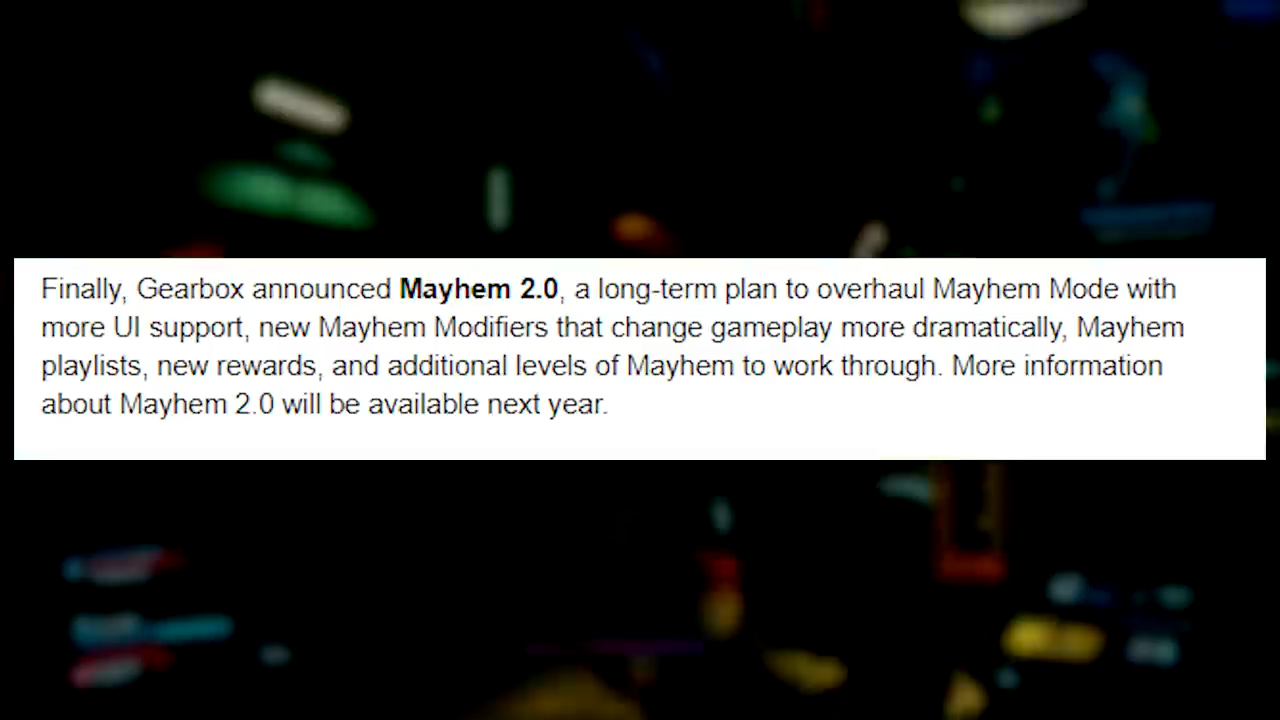 Finally, Gearbox announced Mayhem 2.0, a long-term plan to overhaul Mayhem Mode with
more UI support, new Mayhem Modifiers that change gameplay more dramatically, Mayhem
playlists, new rewards, and additional levels of Mayhem to work through. More information
about Mayhem 2.0 will be available next year.